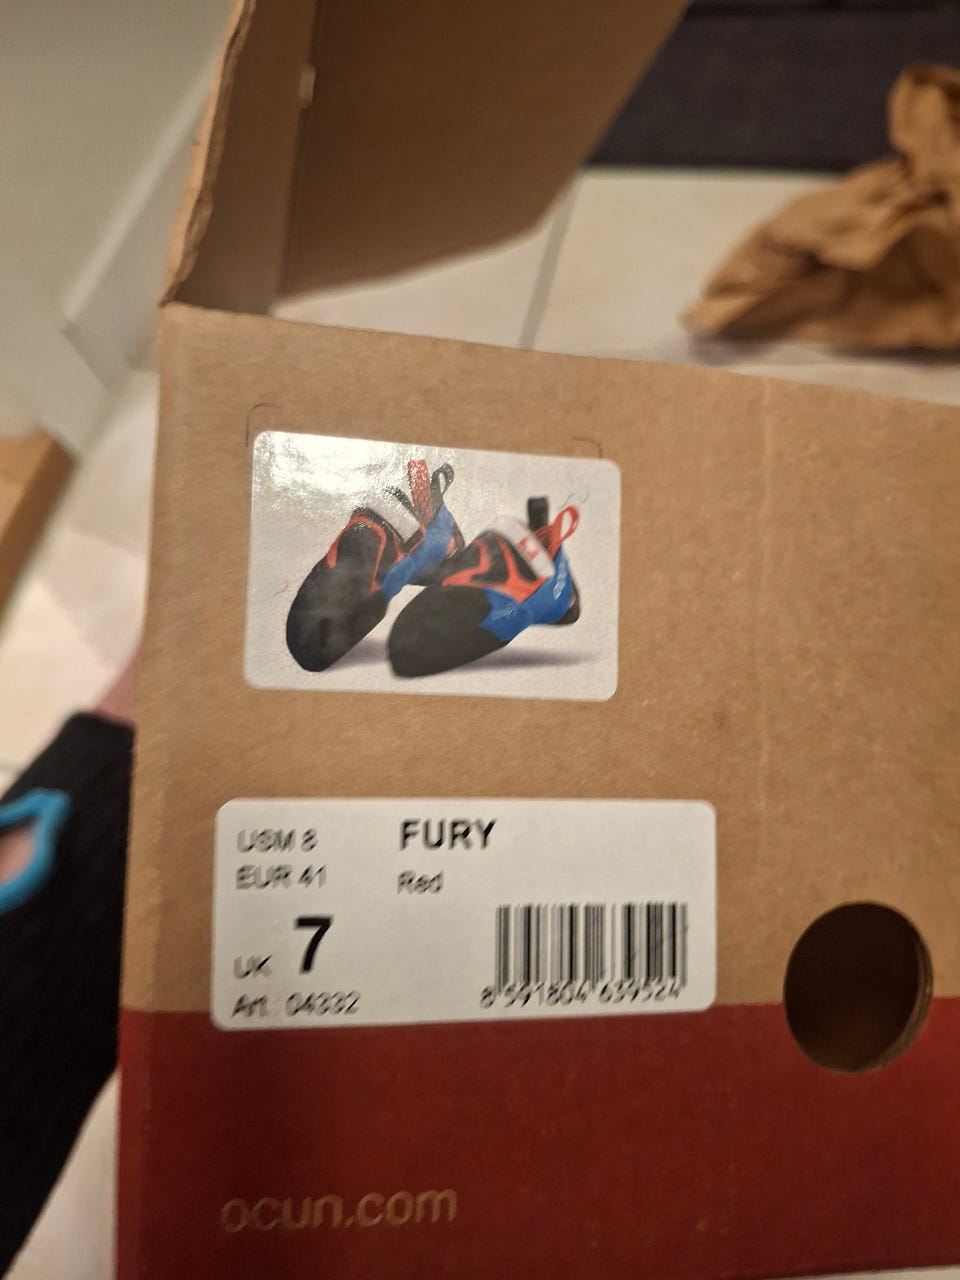 USM 8 FURY
EUR 41 Red
UK 7
Art.: 04332
8 591804 639524
ocun.com